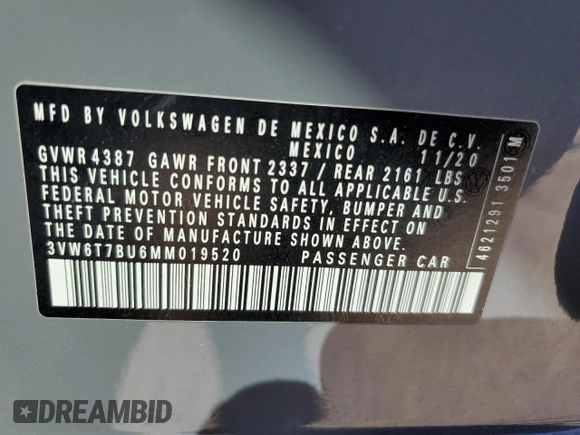 MFD BY VOLKSWAGEN DE MEXICO S.A. DE C.V.
MEXICO 11/20
GVWR 4387 GAWR FRONT 2337 / REAR 2161 LBS
THIS VEHICLE CONFORMS TO ALL APPLICABLE U.S.
FEDERAL MOTOR VEHICLE SAFETY, BUMPER AND
THEFT PREVENTION STANDARDS IN EFFECT ON
THE DATE OF MANUFACTURE SHOWN ABOVE.
3VW6T7BU6MM019520 PASSENGER CAR
4621291 3501 M
DREAMBID